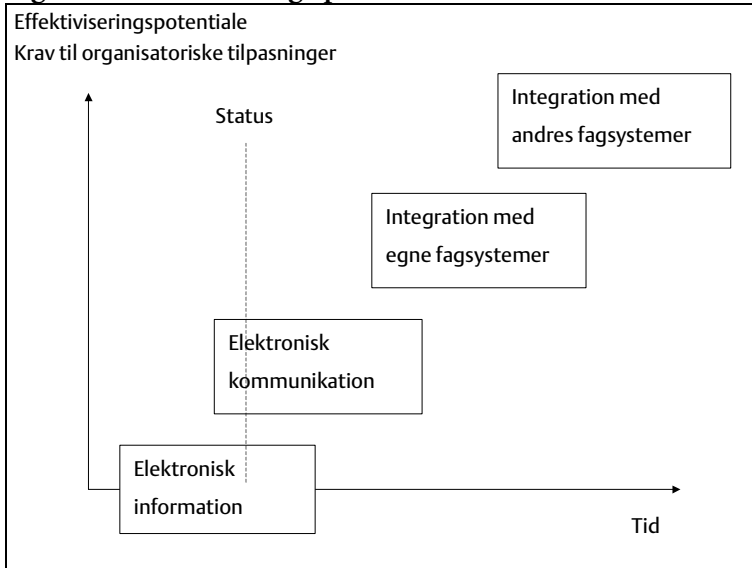 Effektiviseringspotentiale
Krav til organisatoriske tilpasninger
Integration med
andres fagsystemer
Status
Integration med
egne fagsystemer
Elektronisk
kommunikation
Elektronisk
information
Tid